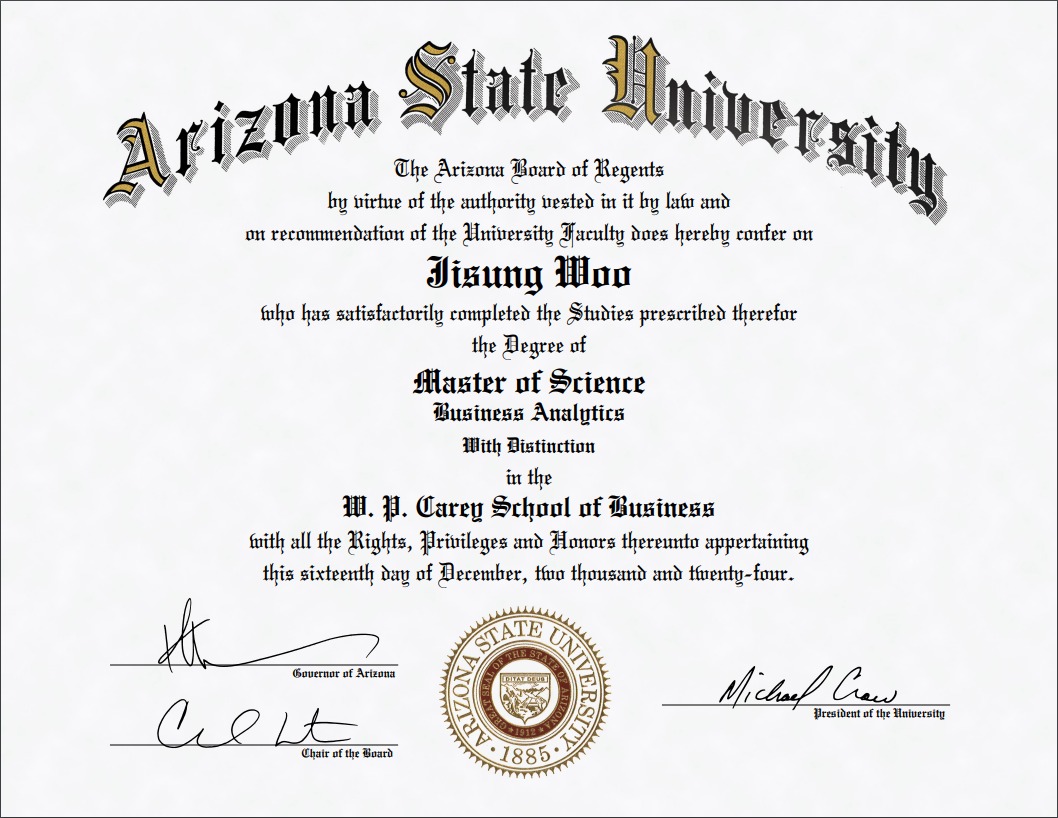 Arizona State University
The Arizona Board of Regents
by virtue of the authority vested in it by law and
on recommendation of the University Faculty does hereby confer on
Jisung Woo
who has satisfactorily completed the Studies prescribed therefor
the Degree of
Master of Science
Business Analytics
With Distinction
in the
W. P. Carey School of Business
with all the Rights, Privileges and Honors thereunto appertaining
this sixteenth day of December, two thousand and twenty-four.
Governor of Arizona
Chair of the Board
ARIZONA STATE UNIVERSITY
GREAT SEAL OF THE STATE OF ARIZONA
DITAT DEUS
1912
1885
Michael Crow
President of the University